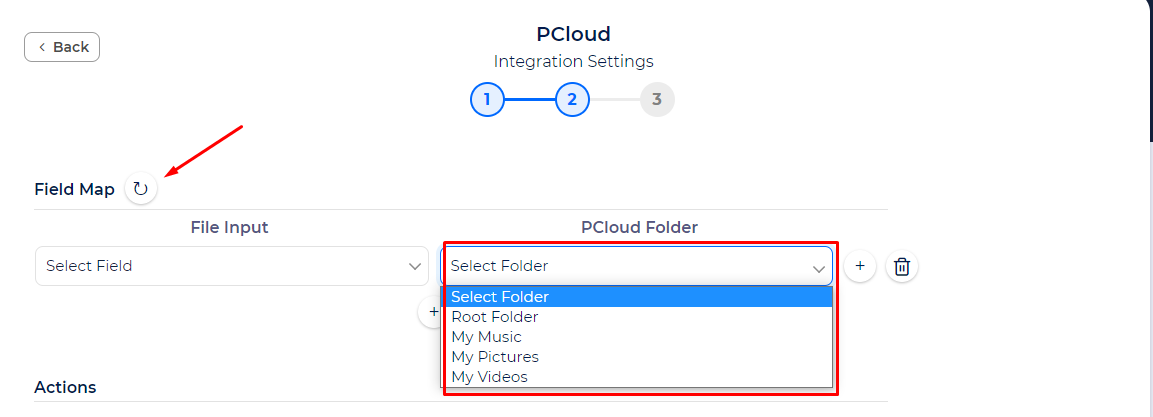 Back
PCloud
Integration Settings
1 2 3
Field Map
File Input PCloud Folder
Select Field Select Folder
Select Folder
Root Folder
My Music
My Pictures
My Videos
Actions